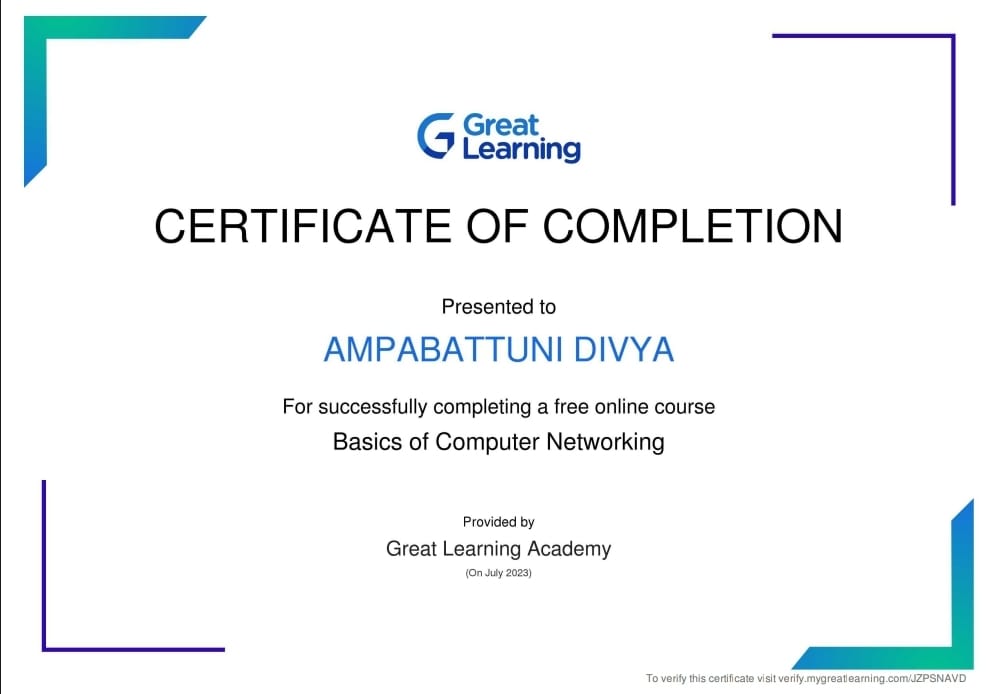 Great
Learning
CERTIFICATE OF COMPLETION
Presented to
AMPABATTUNI DIVYA
For successfully completing a free online course
Basics of Computer Networking
Provided by
Great Learning Academy
(On July 2023)
To verify this certificate visit verify.mygreatlearning.com/JZPSNAVD